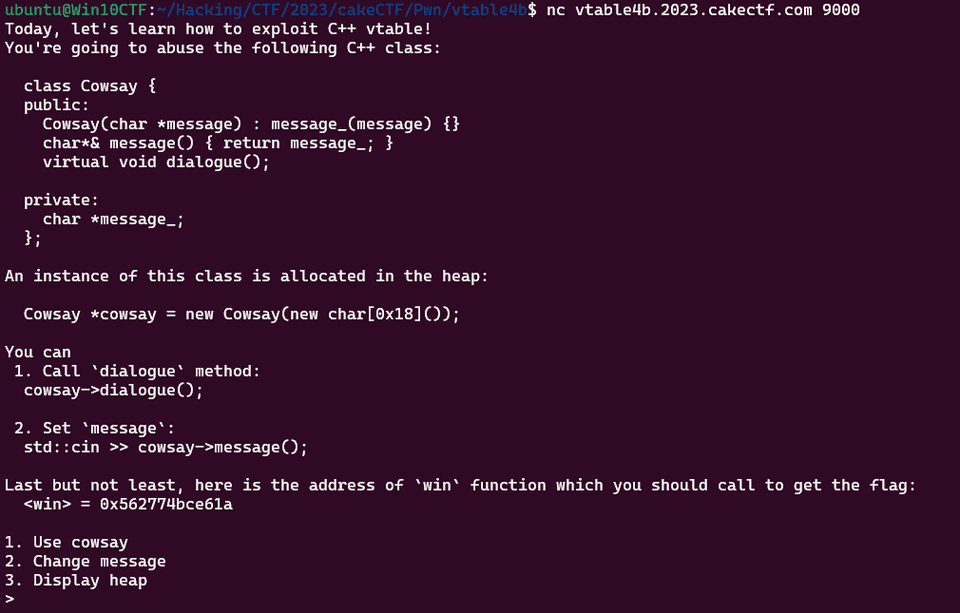 ubuntu@Win10CTF:~/Hacking/CTF/2023/cakeCTF/Pwn/vtable4b$ nc vtable4b.2023.cakectf.com 9000
Today, let's learn how to exploit C++ vtable!
You're going to abuse the following C++ class:
  class Cowsay {
  public:
    Cowsay(char *message) : message_(message) {}
    char*& message() { return message_; }
    virtual void dialogue();
  private:
    char *message_;
  };
An instance of this class is allocated in the heap:
  Cowsay *cowsay = new Cowsay(new char[0x18]());
You can
 1. Call `dialogue` method:
  cowsay->dialogue();
 2. Set `message`:
  std::cin >> cowsay->message();
Last but not least, here is the address of `win` function which you should call to get the flag:
  <win> = 0x562774bce61a
1. Use cowsay
2. Change message
3. Display heap
>